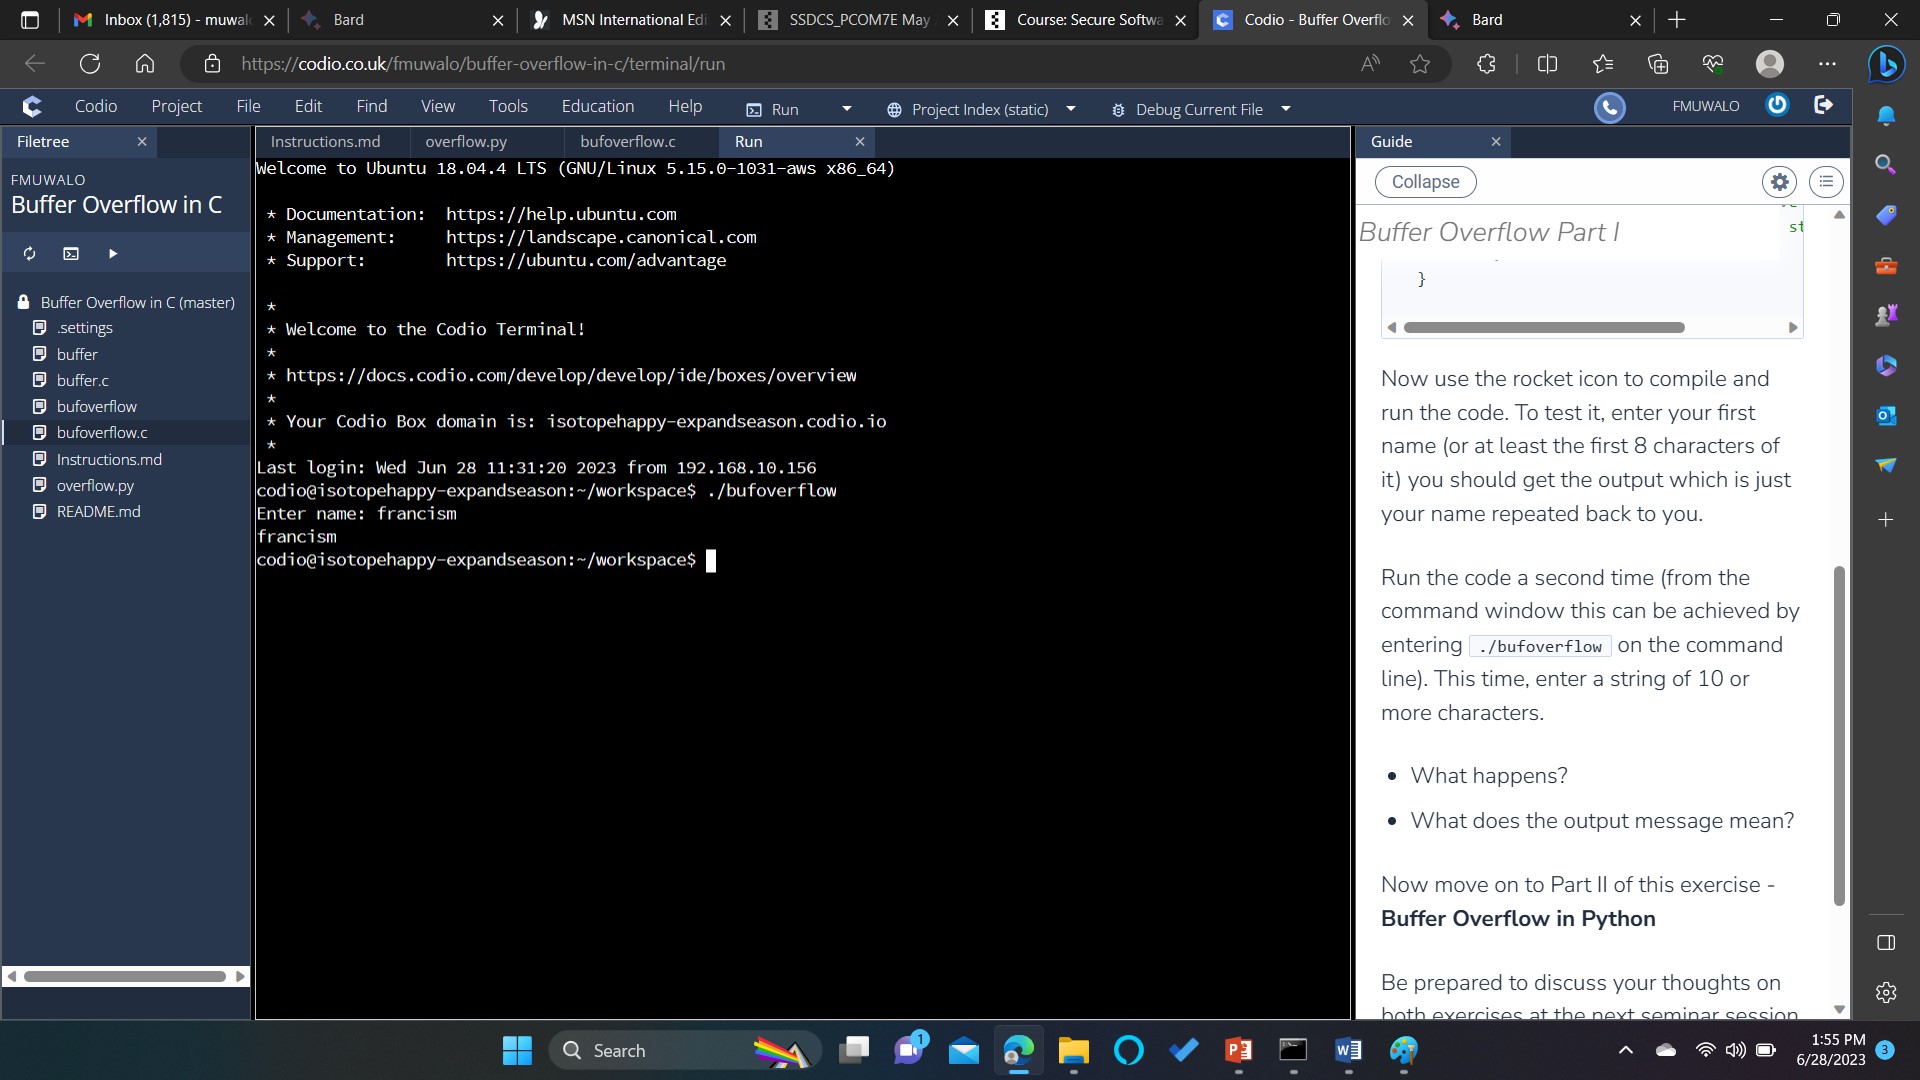 Inbox (1,815) - muwal
Bard
MSN International Edi
SSDCS_PCOM7E May
Course: Secure Softwa
Codio - Buffer Overflo
Bard
https://codio.co.uk/fmuwalo/buffer-overflow-in-c/terminal/run
Codio Project File Edit Find View Tools Education Help Run Project Index (static) Debug Current File FMUWALO
Filetree
FMUWALO
Buffer Overflow in C
Buffer Overflow in C (master)
.settings
buffer
buffer.c
bufoverflow
bufoverflow.c
Instructions.md
overflow.py
README.md
Instructions.md overflow.py bufoverflow.c Run
Welcome to Ubuntu 18.04.4 LTS (GNU/Linux 5.15.0-1031-aws x86_64)
* Documentation: https://help.ubuntu.com
* Management: https://landscape.canonical.com
* Support: https://ubuntu.com/advantage
*
* Welcome to the Codio Terminal!
*
* https://docs.codio.com/develop/develop/ide/boxes/overview
*
* Your Codio Box domain is: isotopehappy-expandseason.codio.io
*
Last login: Wed Jun 28 11:31:20 2023 from 192.168.10.156
codio@isotopehappy-expandseason:~/workspace$ ./bufoverflow
Enter name: francism
francism
codio@isotopehappy-expandseason:~/workspace$
Guide
Collapse
Buffer Overflow Part I
st
}
Now use the rocket icon to compile and
run the code. To test it, enter your first
name (or at least the first 8 characters of
it) you should get the output which is just
your name repeated back to you.
Run the code a second time (from the
command window this can be achieved by
entering ./bufoverflow on the command
line). This time, enter a string of 10 or
more characters.
• What happens?
• What does the output message mean?
Now move on to Part II of this exercise -
Buffer Overflow in Python
Be prepared to discuss your thoughts on
both exercises at the next seminar session
Search
1
1:55 PM
6/28/2023
3